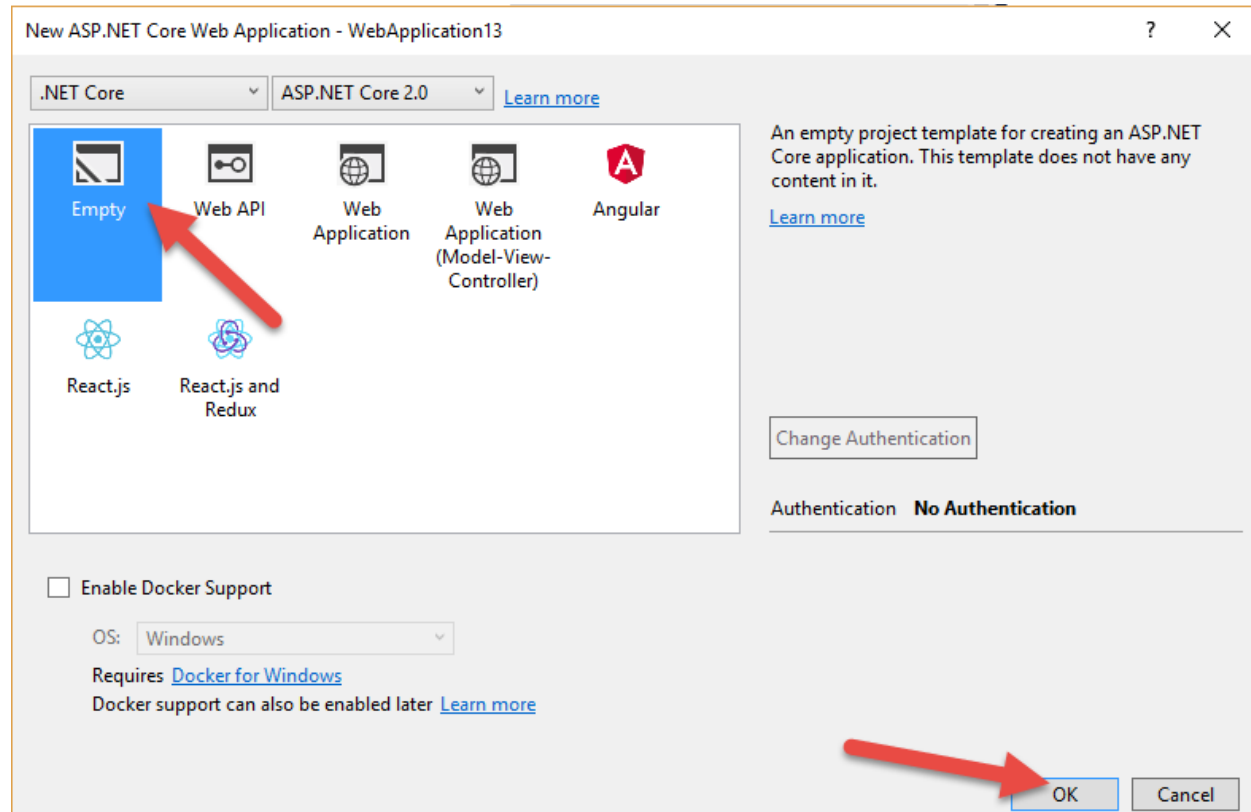 New ASP.NET Core Web Application - WebApplication13
.NET Core
ASP.NET Core 2.0
Learn more
Empty
Web API
Web
Application
Web
Application
(Model-View-
Controller)
Angular
React.js
React.js and
Redux
An empty project template for creating an ASP.NET
Core application. This template does not have any
content in it.
Learn more
Change Authentication
Authentication No Authentication
Enable Docker Support
OS: Windows
Requires Docker for Windows
Docker support can also be enabled later Learn more
OK
Cancel